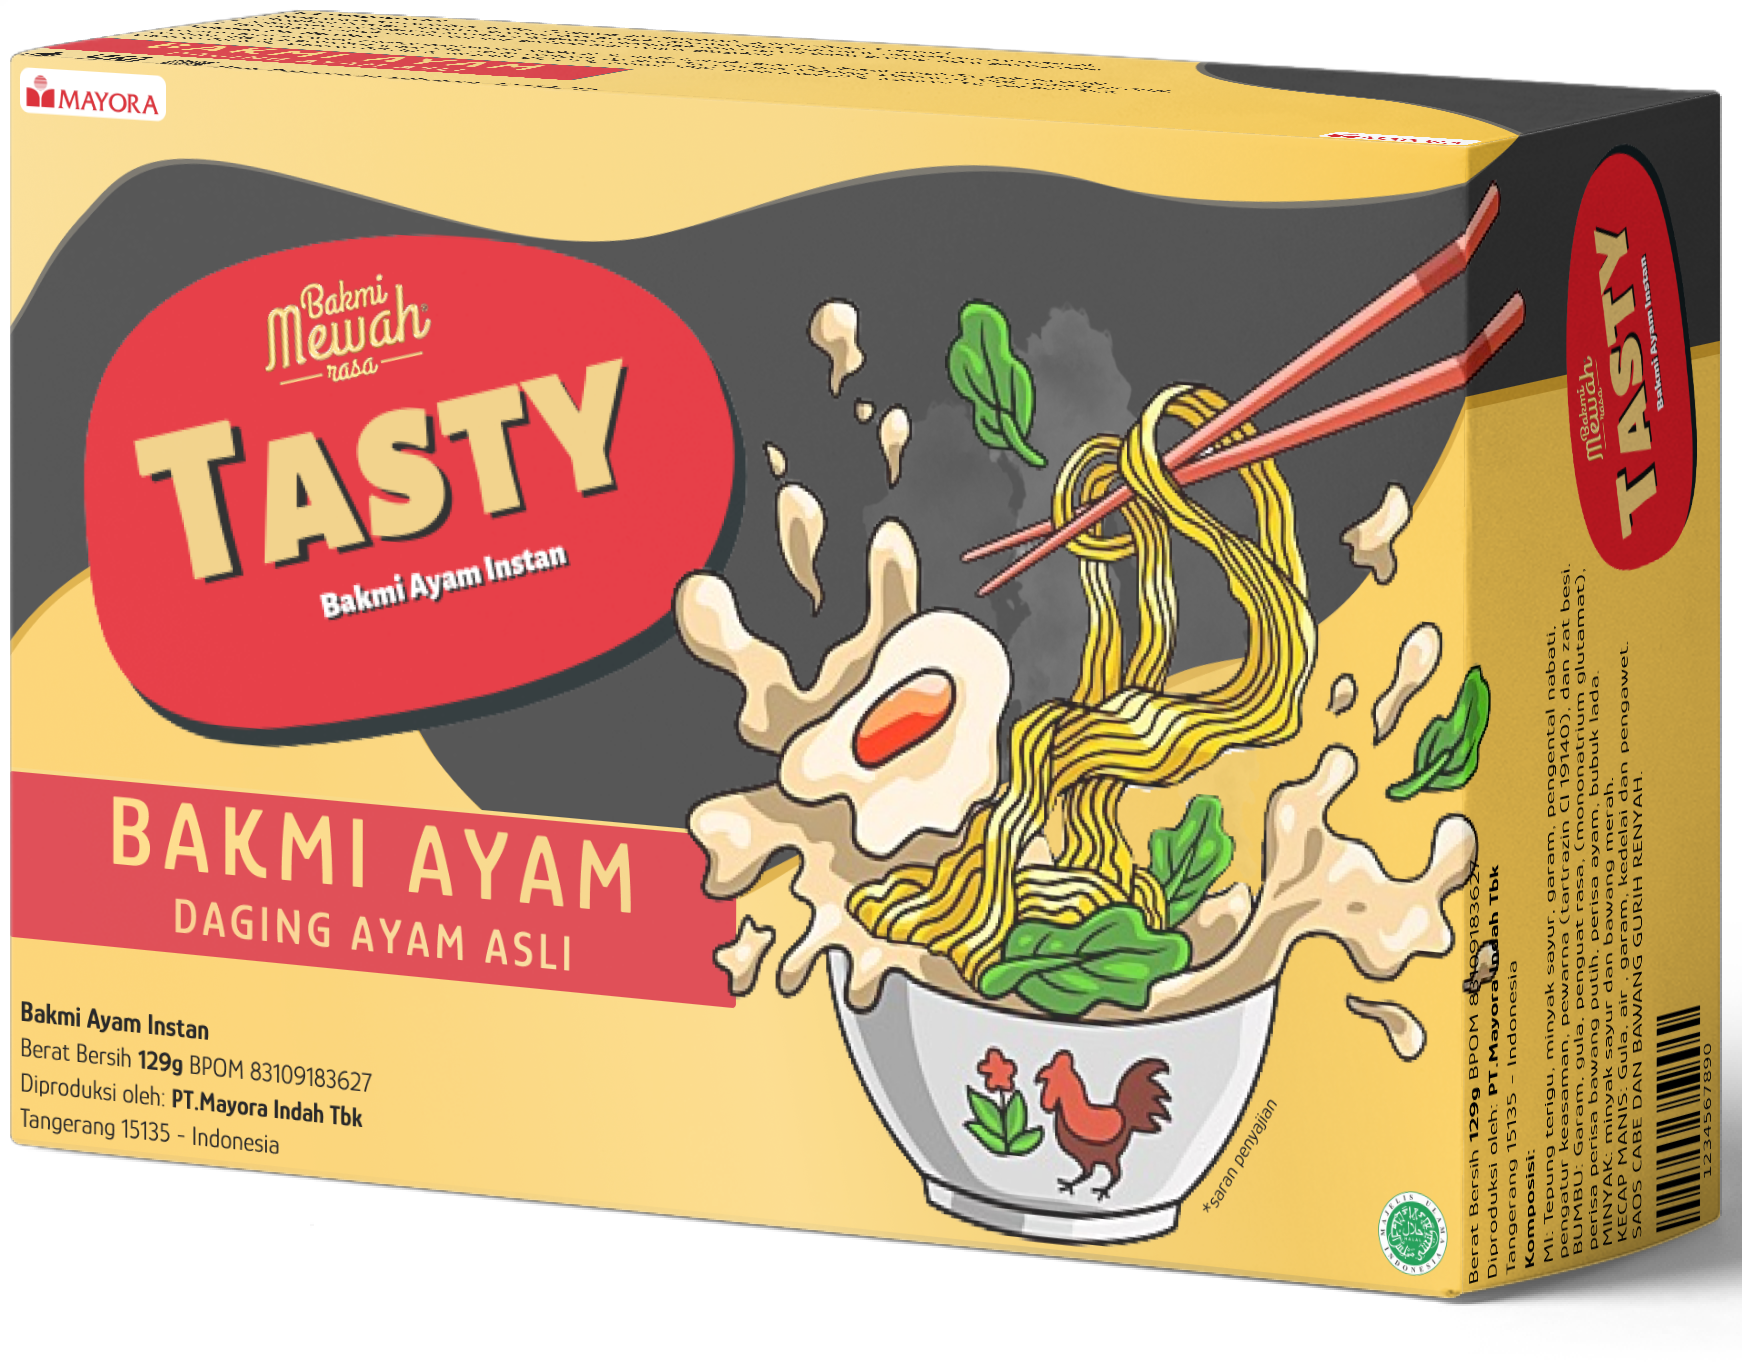 MAYORA
Bakmi
Mewah
rasa
TASTY
Bakmi Ayam Instan
BAKMI AYAM
DAGING AYAM ASLI
Bakmi Ayam Instan
Berat Bersih 129g BPOM 83109183627
Diproduksi oleh: PT.Mayora Indah Tbk
Tangerang 15135 - Indonesia
*saran penyajian
MAJELIS ULAMA
INDONESIA
Bakmi
Mewah
rasa
TASTY
Bakmi Ayam Instan
Berat Bersih 129g BPOM 83109183627
Diproduksi oleh: PT.Mayora Indah Tbk
Tangerang 15135 - Indonesia
Komposisi:
MI: Tepung terigu, minyak sayur, garam, pengental nabati,
pengatur keasaman, pewarna (tartrazin CI 19140), dan zat besi.
BUMBU: Garam, gula, penguat rasa, (mononatrium glutamat),
perisa perisa bawang putih, perisa ayam, bubuk lada.
MINYAK: minyak sayur dan bawang merah.
KECAP MANIS: Gula, air, garam, kedelai dan pengawet.
SAOS CABE DAN BAWANG GURIH RENYAH.
1234567890